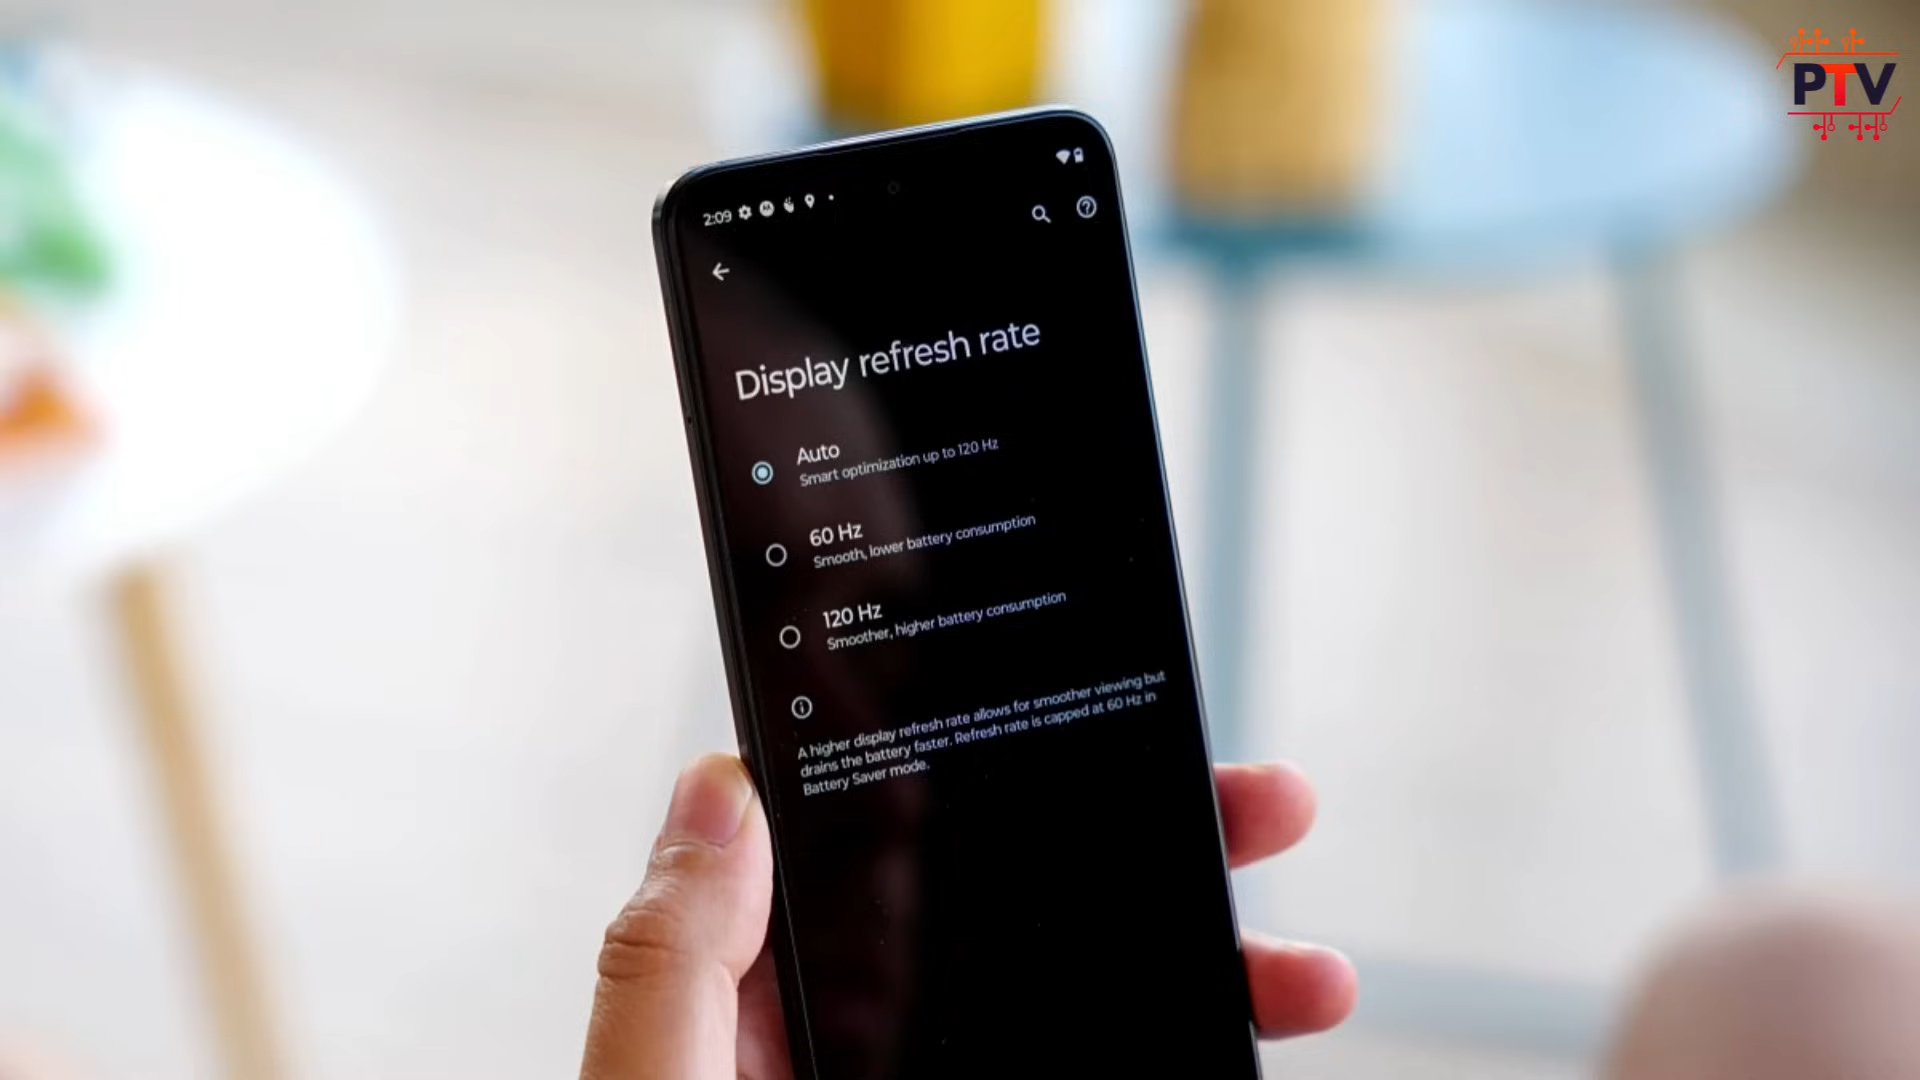 PTV
2:09
Display refresh rate
Auto
Smart optimization up to 120 Hz
60 Hz
Smooth, lower battery consumption
120 Hz
Smoother, higher battery consumption
A higher display refresh rate allows for smoother viewing but
drains the battery faster. Refresh rate is capped at 60 Hz in
Battery Saver mode.